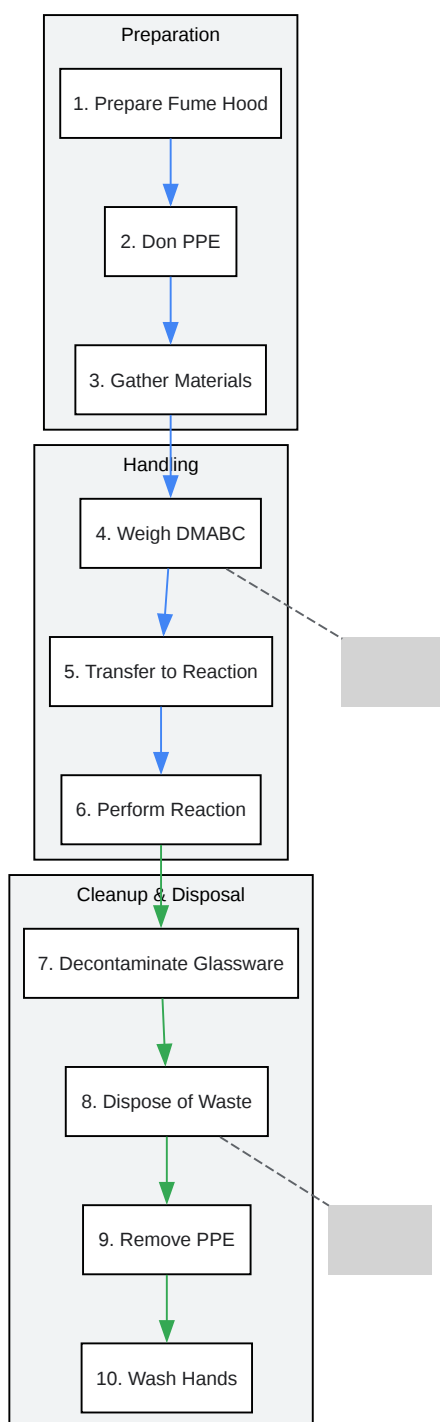 Preparation
1. Prepare Fume Hood
2. Don PPE
3. Gather Materials
Handling
4. Weigh DMABC
5. Transfer to Reaction
6. Perform Reaction
Cleanup & Disposal
7. Decontaminate Glassware
8. Dispose of Waste
9. Remove PPE
10. Wash Hands